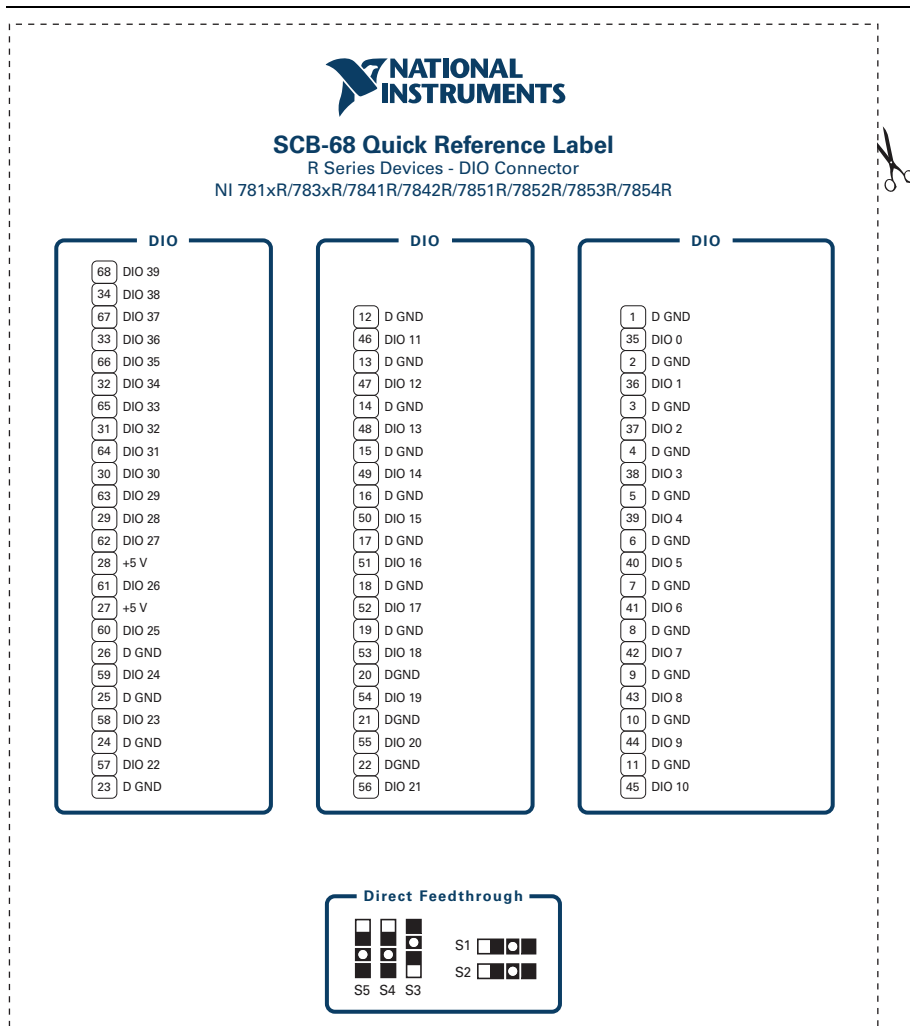 NATIONAL
INSTRUMENTS
SCB-68 Quick Reference Label
R Series Devices - DIO Connector
NI 781xR/783xR/7841R/7842R/7851R/7852R/7853R/7854R
DIO
68 DIO 39
34 DIO 38
67 DIO 37
33 DIO 36
66 DIO 35
32 DIO 34
65 DIO 33
31 DIO 32
64 DIO 31
30 DIO 30
63 DIO 29
29 DIO 28
62 DIO 27
28 +5 V
61 DIO 26
27 +5 V
60 DIO 25
26 D GND
59 DIO 24
25 D GND
58 DIO 23
24 D GND
57 DIO 22
23 D GND
DIO
12 D GND
46 DIO 11
13 D GND
47 DIO 12
14 D GND
48 DIO 13
15 D GND
49 DIO 14
16 D GND
50 DIO 15
17 D GND
51 DIO 16
18 D GND
52 DIO 17
19 D GND
53 DIO 18
20 DGND
54 DIO 19
21 DGND
55 DIO 20
22 DGND
56 DIO 21
DIO
1 D GND
35 DIO 0
2 D GND
36 DIO 1
3 D GND
37 DIO 2
4 D GND
38 DIO 3
5 D GND
39 DIO 4
6 D GND
40 DIO 5
7 D GND
41 DIO 6
8 D GND
42 DIO 7
9 D GND
43 DIO 8
10 D GND
44 DIO 9
11 D GND
45 DIO 10
Direct Feedthrough
S1
S2
S5 S4 S3